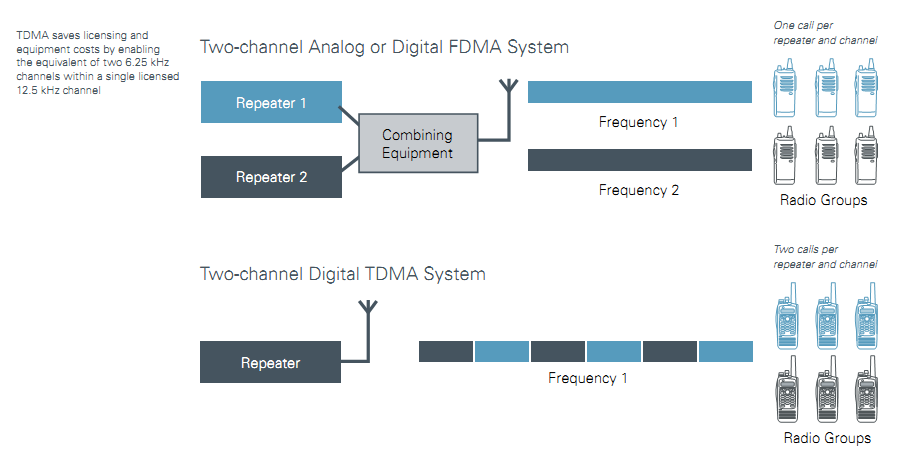 TDMA saves licensing and
equipment costs by enabling
the equivalent of two 6.25 kHz
channels within a single licensed
12.5 kHz channel
Two-channel Analog or Digital FDMA System
One call per
repeater and channel
Repeater 1
Combining
Equipment
Repeater 2
Frequency 1
Frequency 2
Radio Groups
Two-channel Digital TDMA System
Two calls per
repeater and channel
Repeater
Frequency 1
Radio Groups